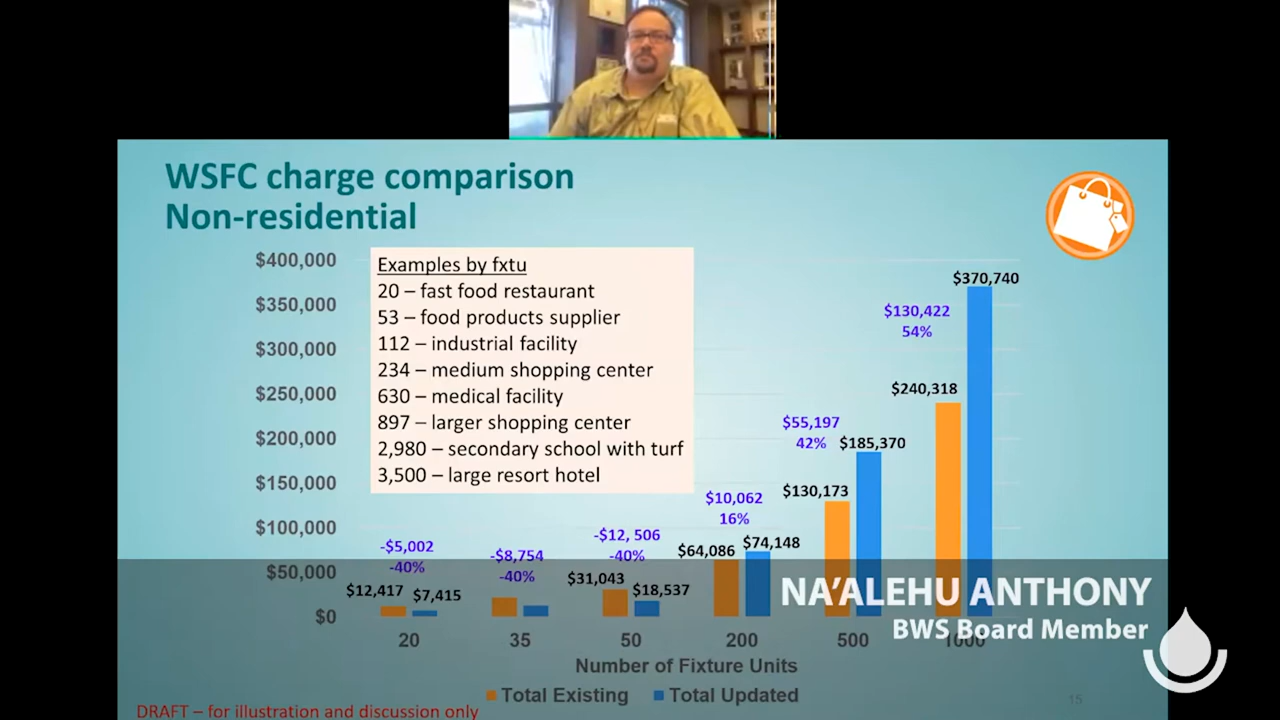 WSFC charge comparison
Non-residential
Examples by fxtu
20 – fast food restaurant
53 – food products supplier
112 – industrial facility
234 – medium shopping center
630 – medical facility
897 – larger shopping center
2,980 – secondary school with turf
3,500 – large resort hotel
$400,000
$350,000
$300,000
$250,000
$200,000
$150,000
$100,000
$50,000
$0
-$5,002
-40%
$12,417 $7,415
-$8,754
-40%
-$12, 506
-40%
$31,043 $18,537
$10,062
16%
$64,086 $74,148
$55,197
42%
$130,173 $185,370
$130,422
54%
$240,318 $370,740
20 35 50 200 500 1000
Number of Fixture Units
Total Existing Total Updated
NA'ALEHU ANTHONY
BWS Board Member
DRAFT – for illustration and discussion only
15